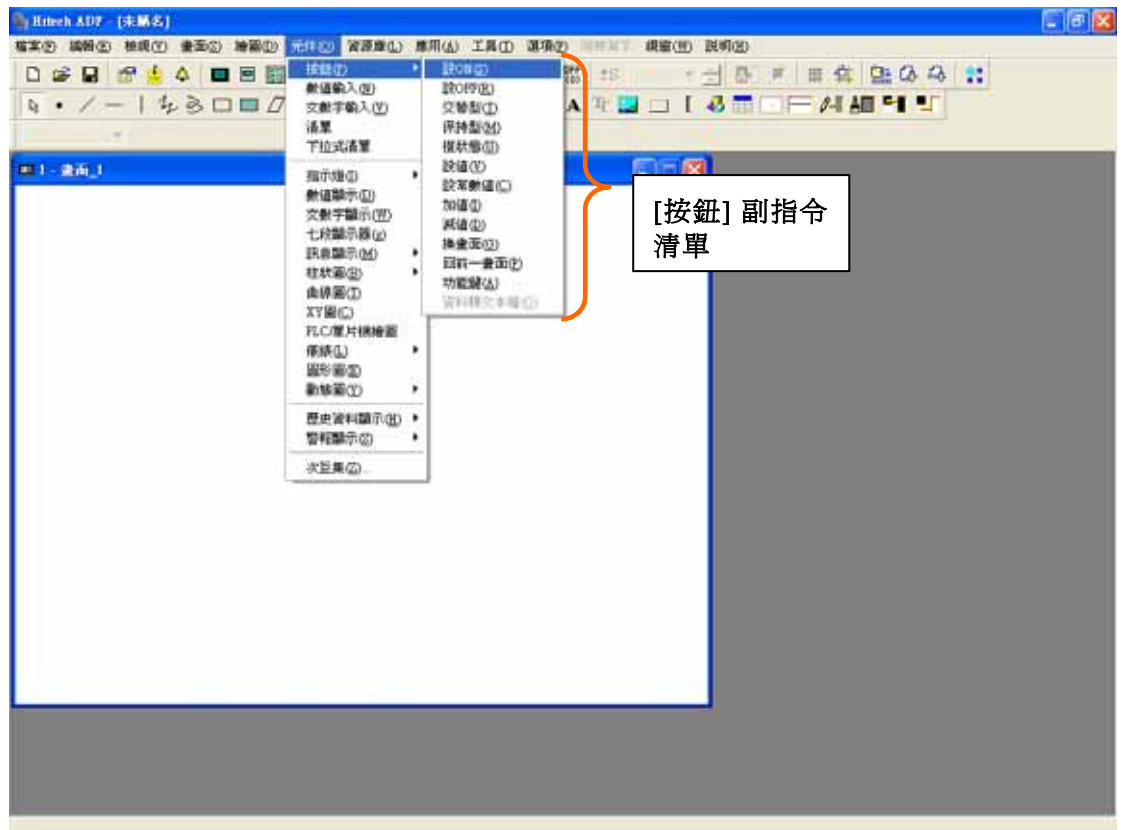 Hitech ADP - [未屬名]
檔案(F) 編輯(E) 檢視(V) 畫面(S) 繪圖(D) 元件(O) 資源庫(L) 應用(A) 工具(T) 選項(P) 視窗(W) 說明(H)
1 - 畫面_1
按鈕(P)
數值輸入(N)
文數字輸入(Y)
清單
下拉式清單
指示燈(I)
數值顯示(D)
文數字顯示(W)
七段顯示器
訊息顯示(M)
柱狀圖(B)
曲線圖(T)
XY圖(C)
PLC/單片機繪圖
儀錶(L)
圓形圖(E)
動態圖(Y)
歷史資料顯示(H)
警報顯示(Z)
次巨集(Z)...
設ON(S)
設OFF(R)
交替型(T)
保持型(M)
複狀態(U)
設值(V)
設常數值(C)
加值(I)
減值(D)
換畫面(O)
回前一畫面(P)
功能鍵(A)
[按鈕] 副指令
清單